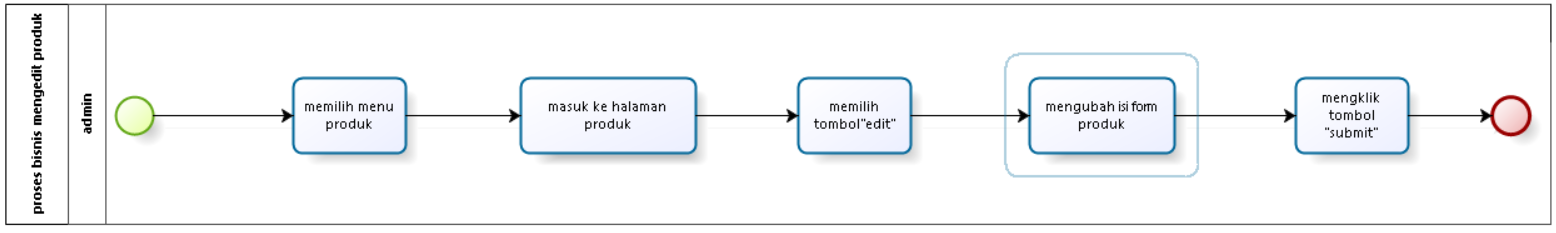 proses bisnis mengedit produk
admin
memilih menu
produk
masuk ke halaman
produk
memilih
tombol"edit"
mengubah isi form
produk
mengklik
tombol
"submit"